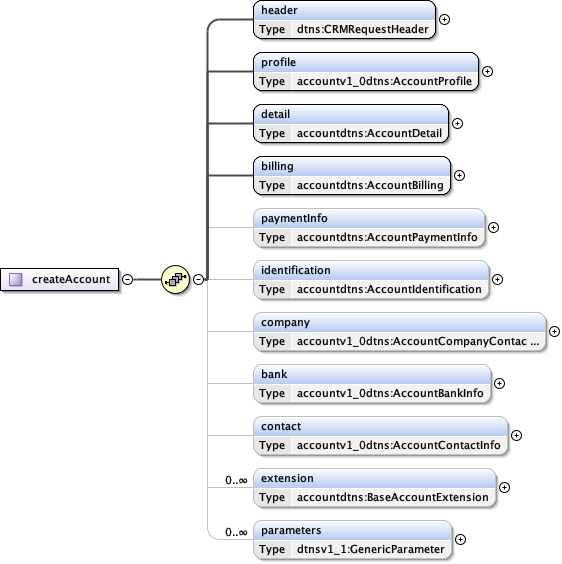 header
Type dtns:CRMRequestHeader
profile
Type accountv1_0dtns:AccountProfile
detail
Type accountdtns:AccountDetail
billing
Type accountdtns:AccountBilling
paymentInfo
Type accountdtns:AccountPaymentInfo
identification
Type accountdtns:AccountIdentification
createAccount
company
Type accountv1_0dtns:AccountCompanyContac ...
bank
Type accountv1_0dtns:AccountBankInfo
contact
Type accountv1_0dtns:AccountContactInfo
0..∞ extension
Type accountdtns:BaseAccountExtension
0..∞ parameters
Type dtnsv1_1:GenericParameter